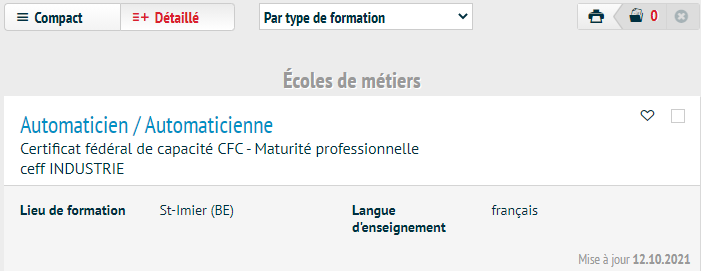 Compact
Détaillé
Par type de formation
0
Écoles de métiers
Automaticien / Automaticienne
Certificat fédéral de capacité CFC - Maturité professionnelle
ceff INDUSTRIE
Lieu de formation St-Imier (BE) Langue français
d'enseignement
Mise à jour 12.10.2021